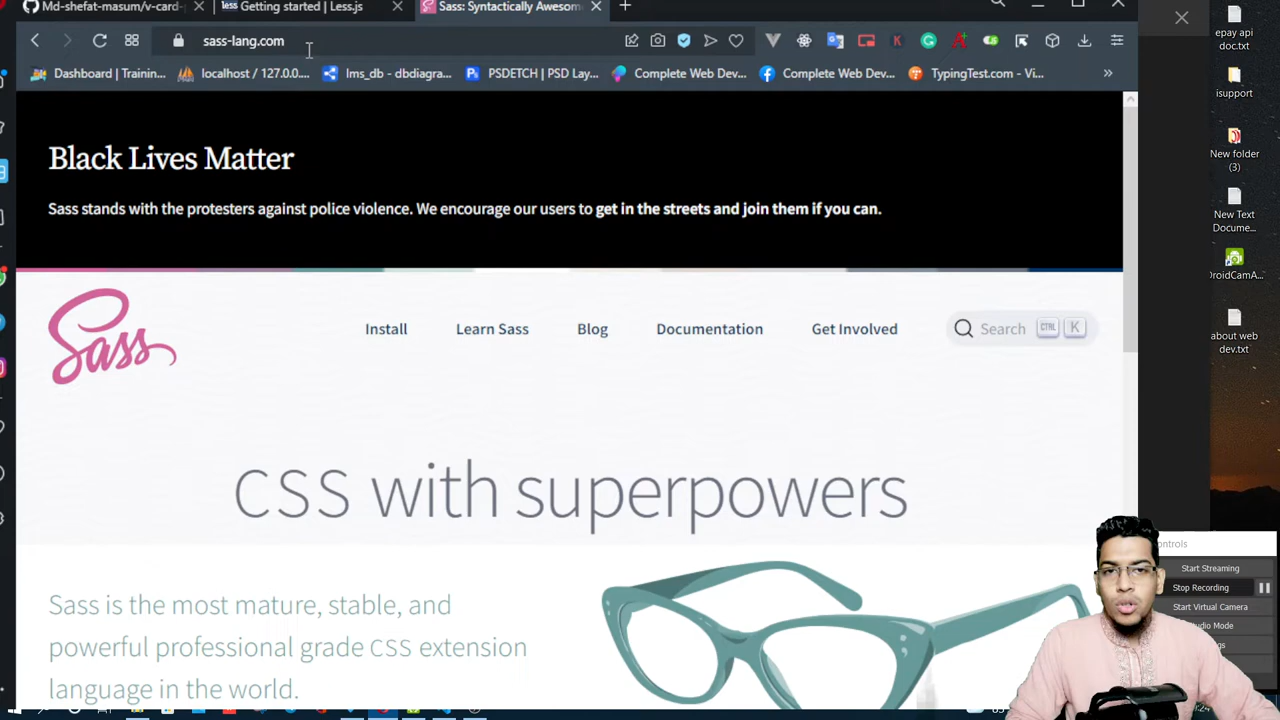 Md-shefat-masum/v-card-
Getting started | Less.js
Sass: Syntactically Awesom
sass-lang.com
Dashboard | Trainin...
localhost / 127.0.0....
lms_db - dbdiagra...
PSDETCH | PSD Lay...
Complete Web Dev...
Complete Web Dev...
TypingTest.com - Vi...
Black Lives Matter
Sass stands with the protesters against police violence. We encourage our users to get in the streets and join them if you can.
Sass
Install
Learn Sass
Blog
Documentation
Get Involved
Search
CTRL
K
CSS with superpowers
Sass is the most mature, stable, and
powerful professional grade CSS extension
language in the world.
epay api
doc.txt
isupport
New folder
(3)
New Text
Docume...
DroidCamA...
about web
dev.txt
ontrols
Start Streaming
Stop Recording
Start Virtual Camera
tudio Mode